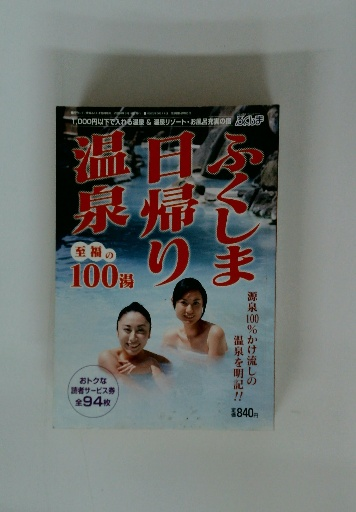 1,000円以下で入れる温泉 & 温泉リゾート・お風呂充実の宿
ふくしま
日帰り
温泉
至福の
100湯
源泉100%かけ流しの
温泉を明記!!
おトクな
読者サービス券
全94枚
定価840円